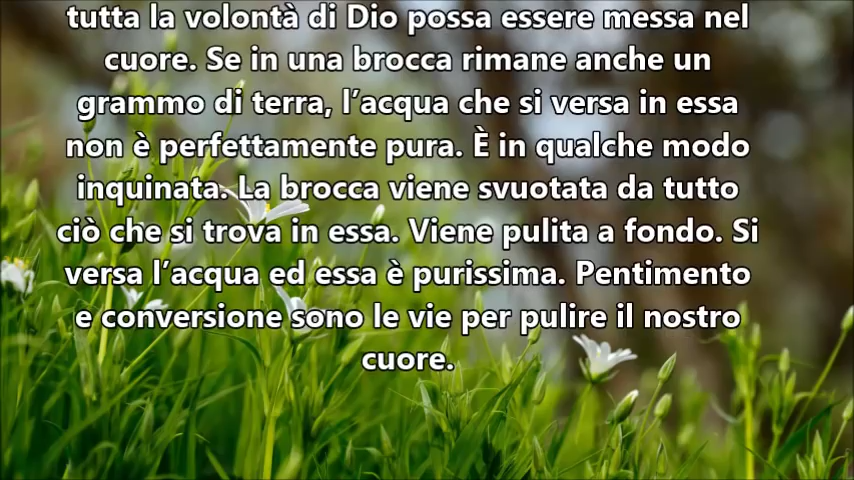 tutta la volontà di Dio possa essere messa nel
cuore. Se in una brocca rimane anche un
grammo di terra, l’acqua che si versa in essa
non è perfettamente pura. È in qualche modo
inquinata. La brocca viene svuotata da tutto
ciò che si trova in essa. Viene pulita a fondo. Si
versa l’acqua ed essa è purissima. Pentimento
e conversione sono le vie per pulire il nostro
cuore.